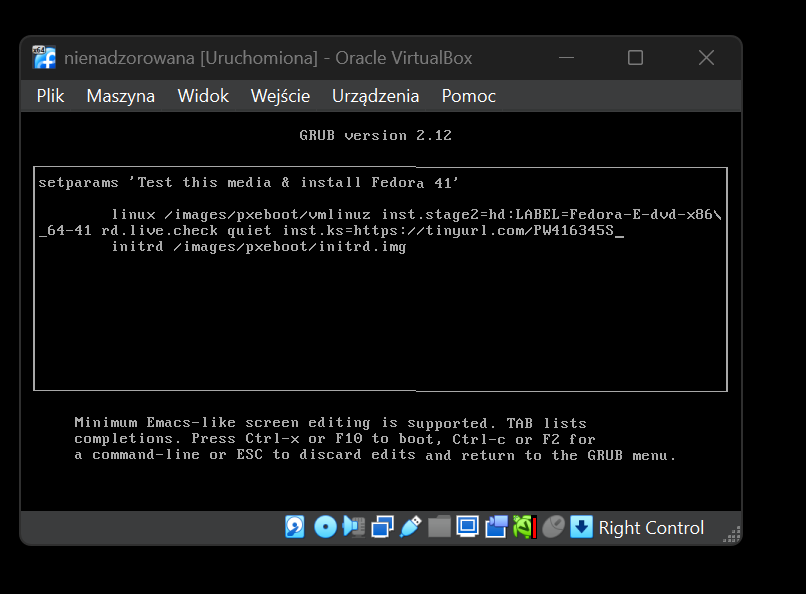 x64
nienadzorowana [Uruchomiona] - Oracle VirtualBox
Plik Maszyna Widok Wejście Urządzenia Pomoc
GRUB version 2.12
setparams 'Test this media & install Fedora 41'
linux /images/pxeboot/vmlinuz inst.stage2=hd:LABEL=Fedora-E-dvd-x86\
_64-41 rd.live.check quiet inst.ks=https://tinyurl.com/PW416345S_
initrd /images/pxeboot/initrd.img
Minimum Emacs-like screen editing is supported. TAB lists
completions. Press Ctrl-x or F10 to boot, Ctrl-c or F2 for
a command-line or ESC to discard edits and return to the GRUB menu.
Right Control